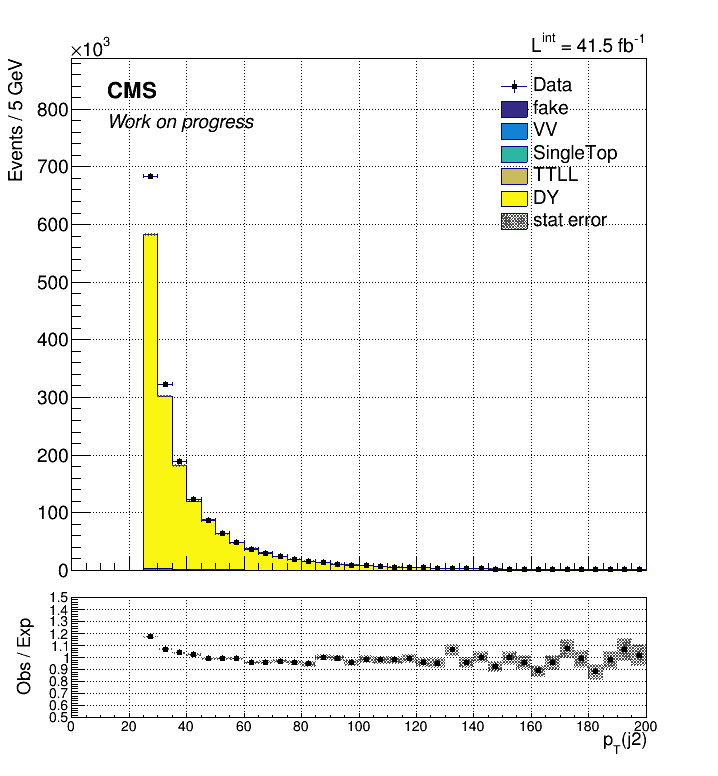 ×10³
L^int = 41.5 fb⁻¹
Events / 5 GeV
CMS
Work on progress
Data
fake
VV
SingleTop
TTLL
DY
stat error
800
700
600
500
400
300
200
100
0
Obs / Exp
1.5
1.4
1.3
1.2
1.1
1
0.9
0.8
0.7
0.6
0.5
0 20 40 60 80 100 120 140 160 180 200
p_T(j2)